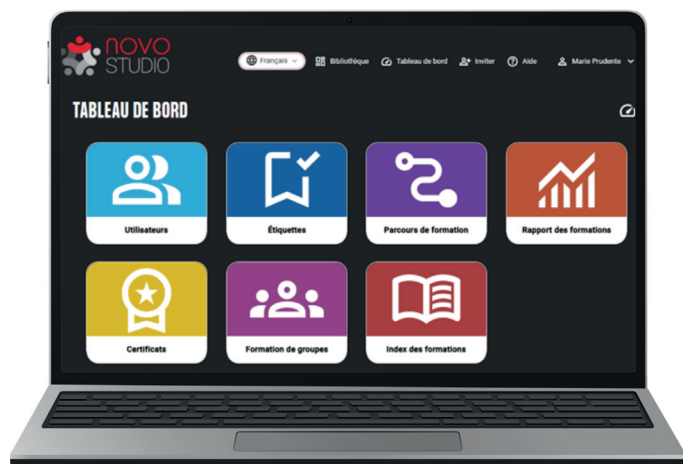 NOVO
STUDIO
Français
Bibliothèque
Tableau de bord
Inviter
Aide
Marie Prudente
TABLEAU DE BORD
Utilisateurs
Étiquettes
Parcours de formation
Rapport des formations
Certificats
Formation de groupes
Index des formations